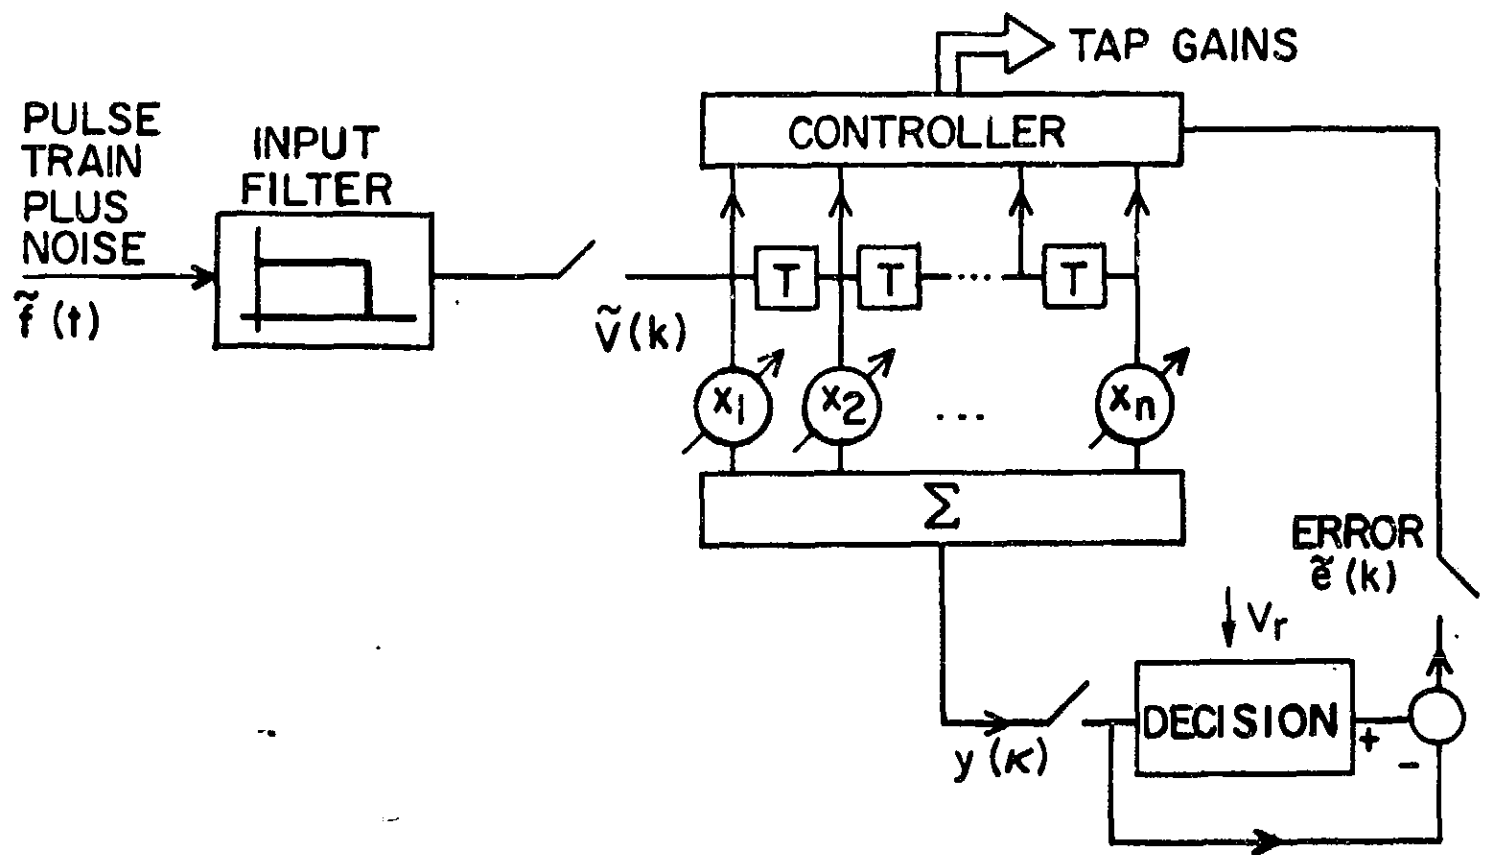 TAP GAINS
CONTROLLER
PULSE
TRAIN
PLUS
NOISE
f̃ (t)
INPUT
FILTER
ṽ(k)
T
T
...
T
x1
x2
...
xn
Σ
ERROR
ẽ (k)
Vr
y (κ)
DECISION
+
-